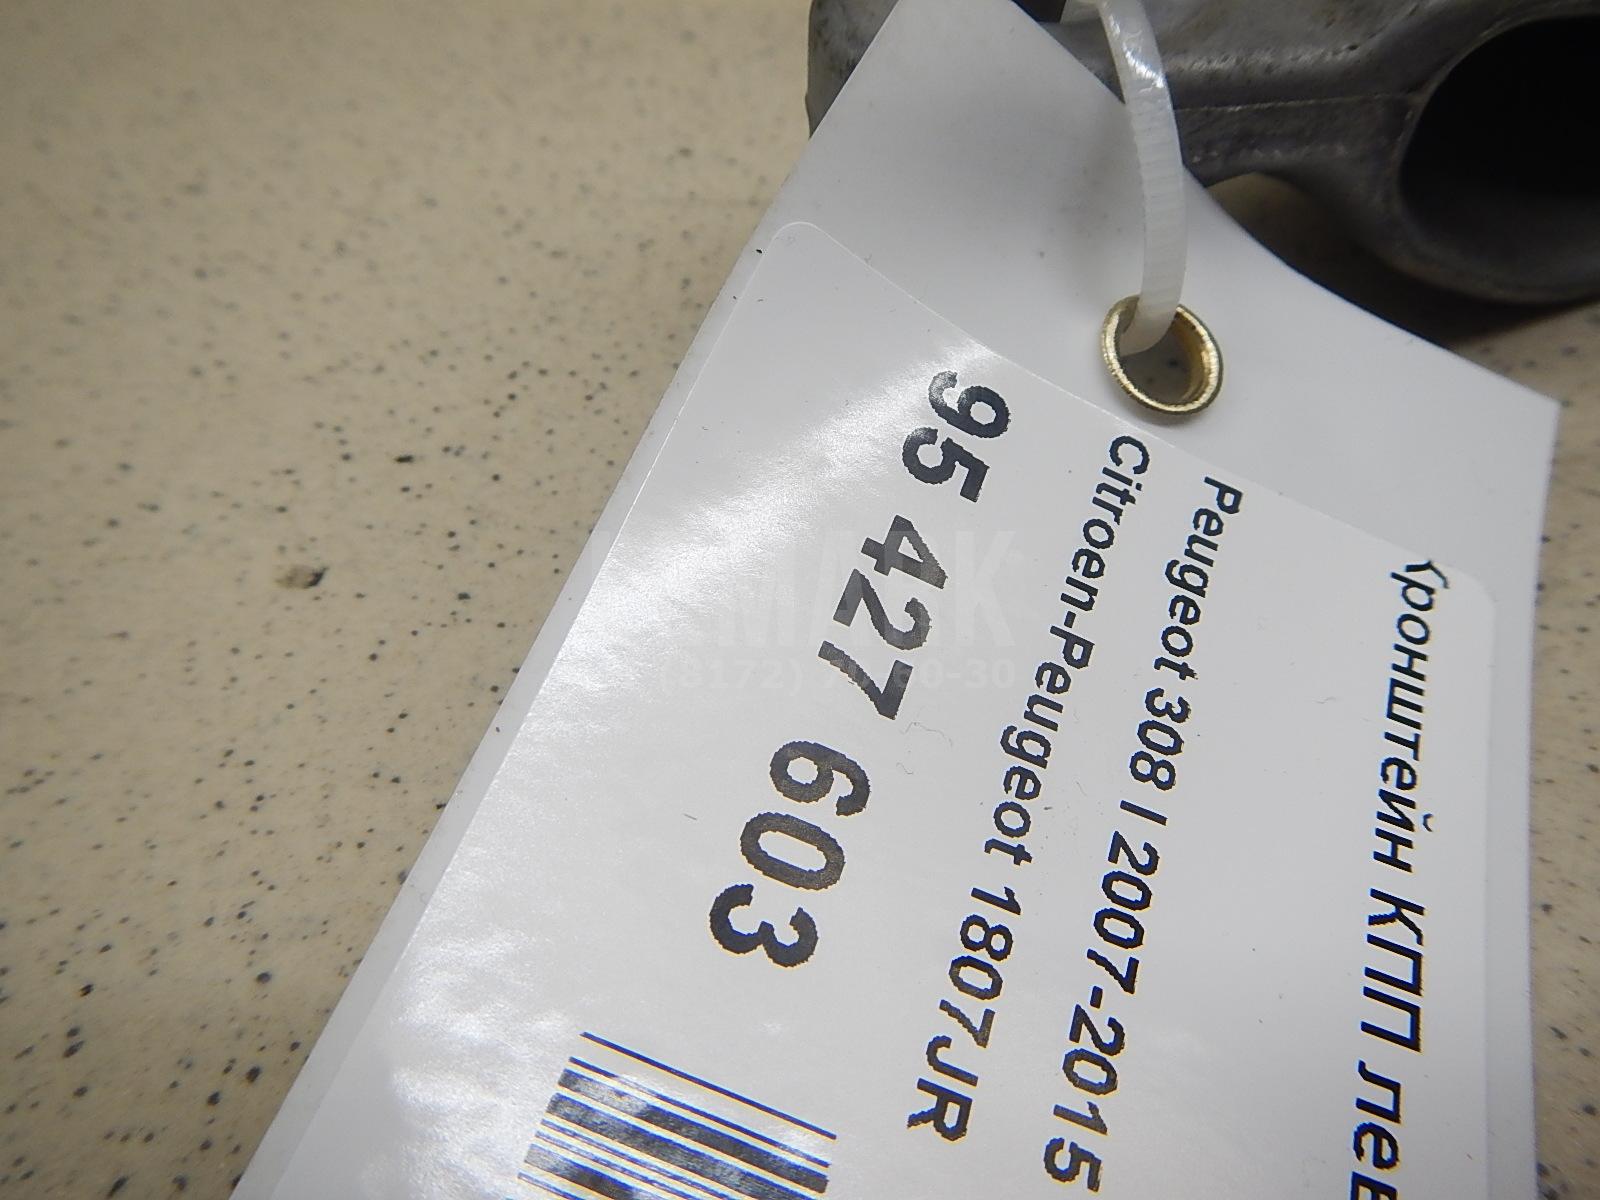 Кронштейн КПП лев
Peugeot 308 I 2007-2015
Citroen-Peugeot 1807JR
95 427 603